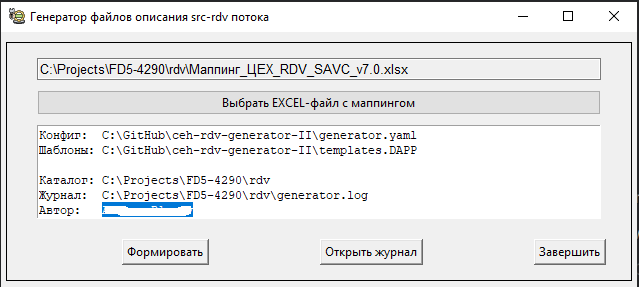 Генератор файлов описания src-rdv потока
C:\Projects\FD5-4290\rdv\Маппинг_ЦЕХ_RDV_SAVC_v7.0.xlsx
Выбрать EXCEL-файл с маппингом
Конфиг: C:\GitHub\ceh-rdv-generator-II\generator.yaml
Шаблоны: C:\GitHub\ceh-rdv-generator-II\templates.DAPP
Каталог: C:\Projects\FD5-4290\rdv
Журнал: C:\Projects\FD5-4290\rdv\generator.log
Автор:
Формировать Открыть журнал Завершить